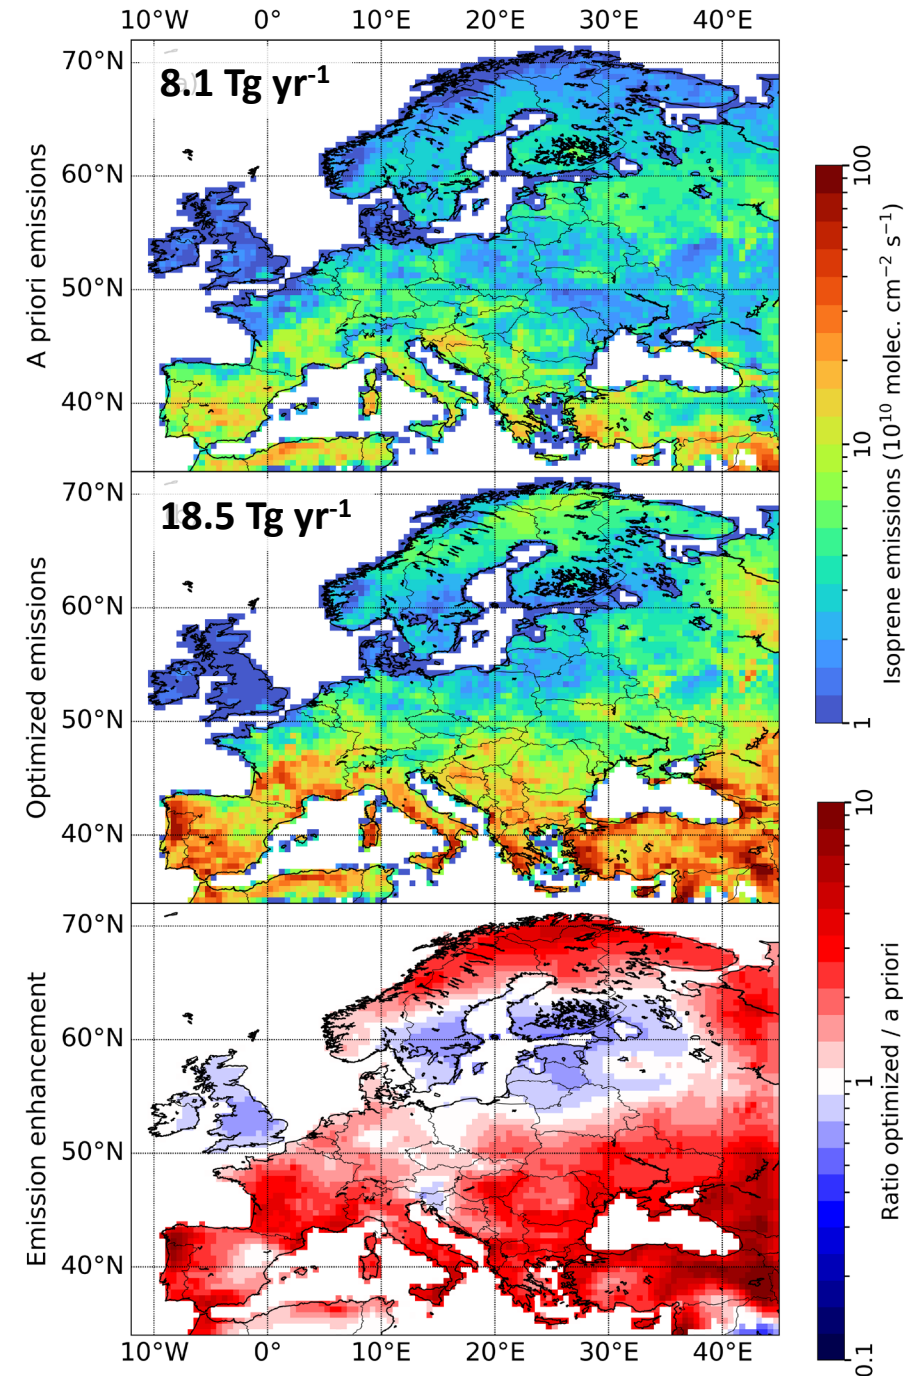 10°W 0° 10°E 20°E 30°E 40°E
70°N
60°N
50°N
40°N
A priori emissions
8.1 Tg yr-1
70°N
60°N
50°N
40°N
Optimized emissions
18.5 Tg yr-1
70°N
60°N
50°N
40°N
Emission enhancement
10°W 0° 10°E 20°E 30°E 40°E
100
10
1
Isoprene emissions (10¹⁰ molec. cm⁻² s⁻¹)
10
1
0.1
Ratio optimized / a priori